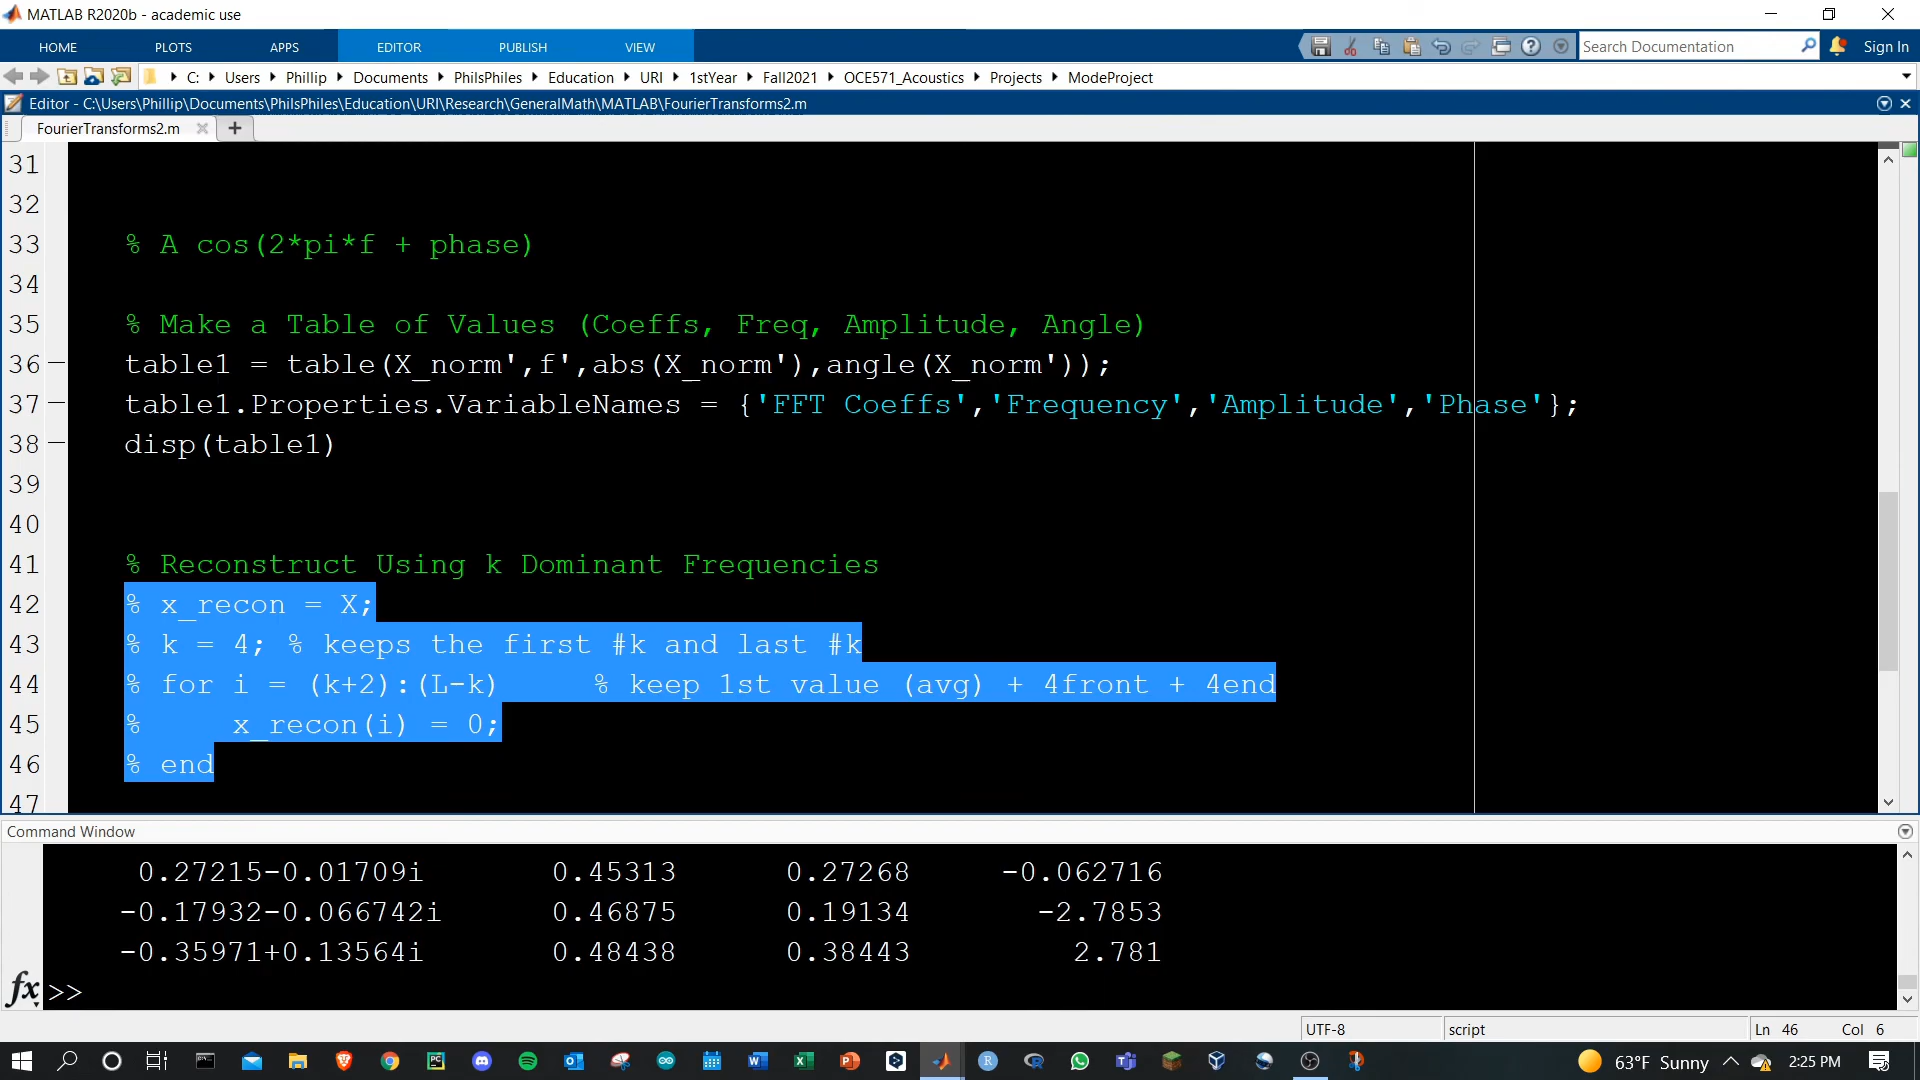 MATLAB R2020b - academic use
HOME PLOTS APPS EDITOR PUBLISH VIEW Search Documentation Sign In
C: Users Phillip Documents PhilsPhiles Education URI 1stYear Fall2021 OCE571_Acoustics Projects ModeProject
Editor - C:\Users\Phillip\Documents\PhilsPhiles\Education\URI\Research\GeneralMath\MATLAB\FourierTransforms2.m
FourierTransforms2.m
31
32
33 % A cos(2*pi*f + phase)
34
35 % Make a Table of Values (Coeffs, Freq, Amplitude, Angle)
36 table1 = table(X_norm',f',abs(X_norm'),angle(X_norm'));
37 table1.Properties.VariableNames = {'FFT Coeffs','Frequency','Amplitude','Phase'};
38 disp(table1)
39
40
41 % Reconstruct Using k Dominant Frequencies
42 % x_recon = X;
43 % k = 4; % keeps the first #k and last #k
44 % for i = (k+2):(L-k) % keep 1st value (avg) + 4front + 4end
45 % x_recon(i) = 0;
46 % end
47
Command Window
0.27215-0.01709i 0.45313 0.27268 -0.062716
-0.17932-0.066742i 0.46875 0.19134 -2.7853
-0.35971+0.13564i 0.48438 0.38443 2.781
fx >>
UTF-8 script Ln 46 Col 6
63°F Sunny 2:25 PM